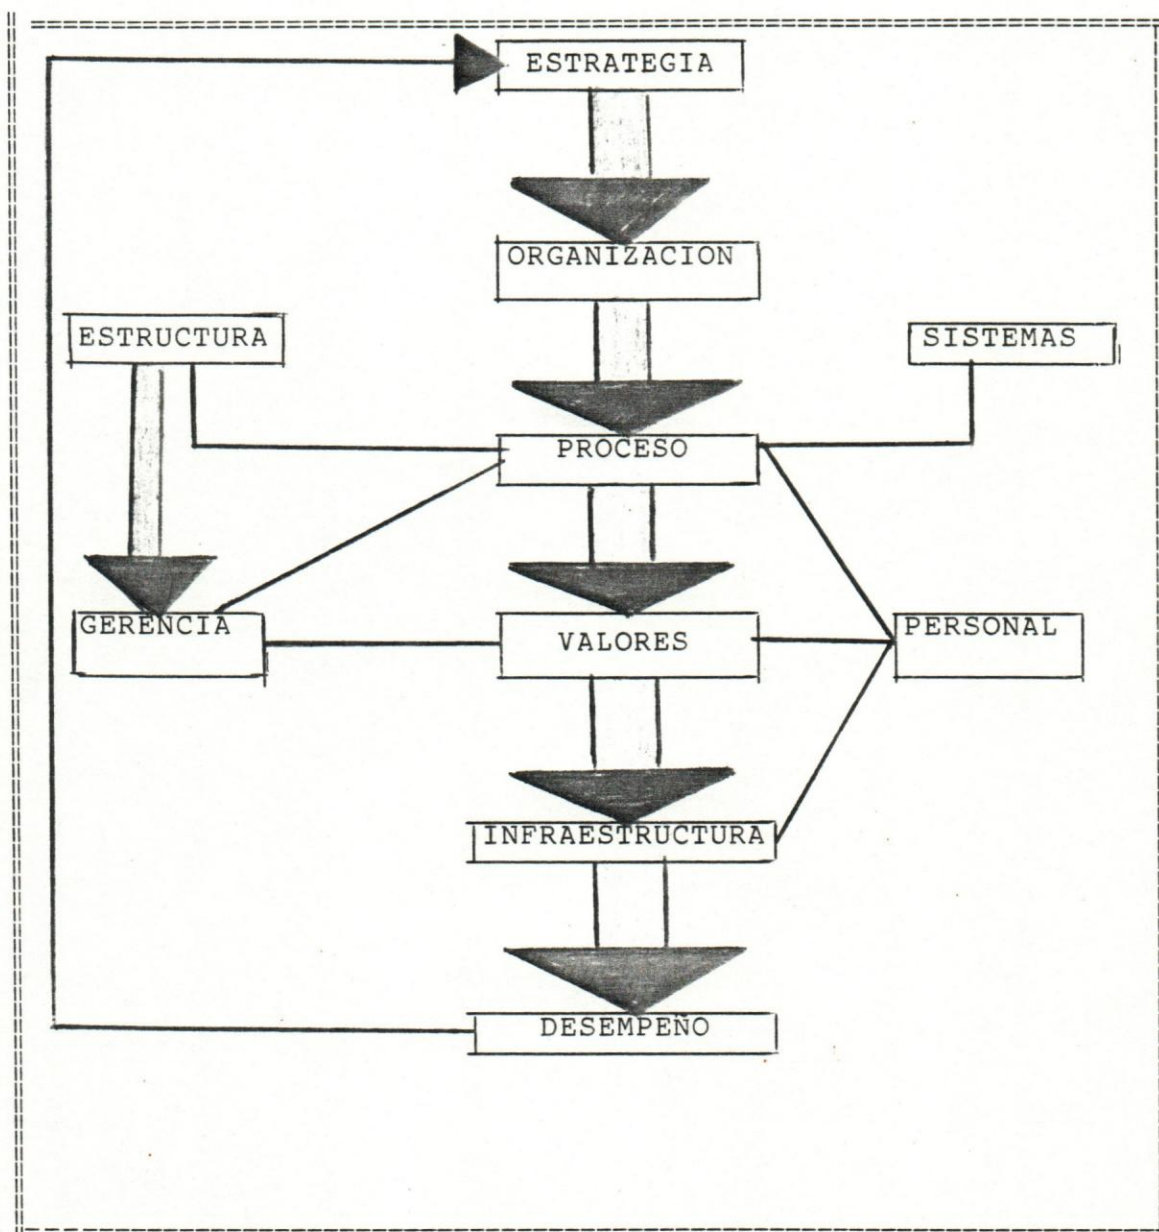 ESTRATEGIA
ORGANIZACION
ESTRUCTURA
SISTEMAS
PROCESO
GERENCIA
VALORES
PERSONAL
INFRAESTRUCTURA
DESEMPEÑO